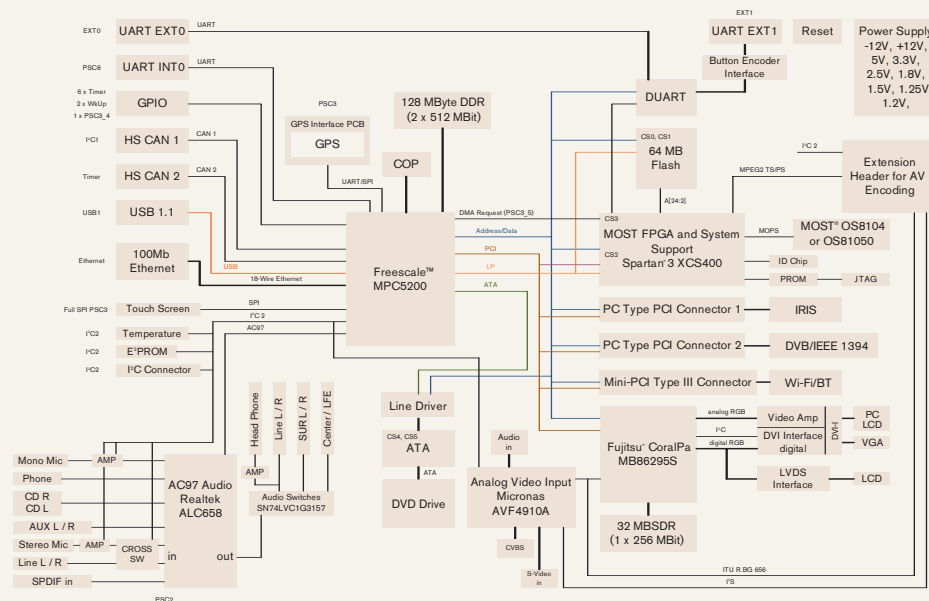 EXT0
UART EXT0
UART
EXT1
UART EXT1
Reset
Power Supply
-12V, +12V,
5V, 3.3V,
2.5V, 1.8V,
1.5V, 1.25V
1.2V,
PSC6
UART INT0
UART
Button Encoder
Interface
6 x Timer
2 x WkUp
1 x PSC3_4
GPIO
PSC3
GPS Interface PCB
GPS
128 MByte DDR
(2 x 512 MBit)
DUART
I²C1
HS CAN 1
CAN 1
CS0, CS1
64 MB
Flash
I²C 2
MPEG2 TS/PS
Extension
Header for AV
Encoding
Timer
HS CAN 2
CAN 2
COP
UART/SPI
A[24:2]
USB1
USB 1.1
USB
DMA Request (PSC3_5)
Address/Data
PCI
LP
ATA
CS3
MOST FPGA and System
Support
CS2
Spartan® 3 XCS400
MOPS
MOST® OS8104
or OS81050
ID Chip
PROM
JTAG
Ethernet
100Mb
Ethernet
18-Wire Ethernet
Freescale™
MPC5200
Full SPI PSC3
Touch Screen
SPI
I²C 2
AC97
PC Type PCI Connector 1
IRIS
I²C2
Temperature
I²C2
E²PROM
I²C2
I²C Connector
PC Type PCI Connector 2
DVB/IEEE 1394
Mini-PCI Type III Connector
Wi-Fi/BT
Head Phone
Line L / R
SUR L / R
Center / LFE
AMP
Audio Switches
SN74LVC1G3157
Line Driver
CS4, CS5
ATA
ATA
DVD Drive
Audio
in
Analog Video Input
Micronas
AVF4910A
CVBS
S-Video
in
Fujitsu® CoralPa
MB86295S
32 MBSDR
(1 x 256 MBit)
analog RGB
I²C
digital RGB
Video Amp
DVI Interface
digital
DVI-I
PC
LCD
VGA
LVDS
Interface
LCD
Mono Mic
AMP
Phone
CD R
CD L
AUX L / R
Stereo Mic
AMP
Line L / R
CROSS
SW
SPDIF in
AC97 Audio
Realtek
ALC658
in
out
PSC2
ITU R.BG 656
I²S